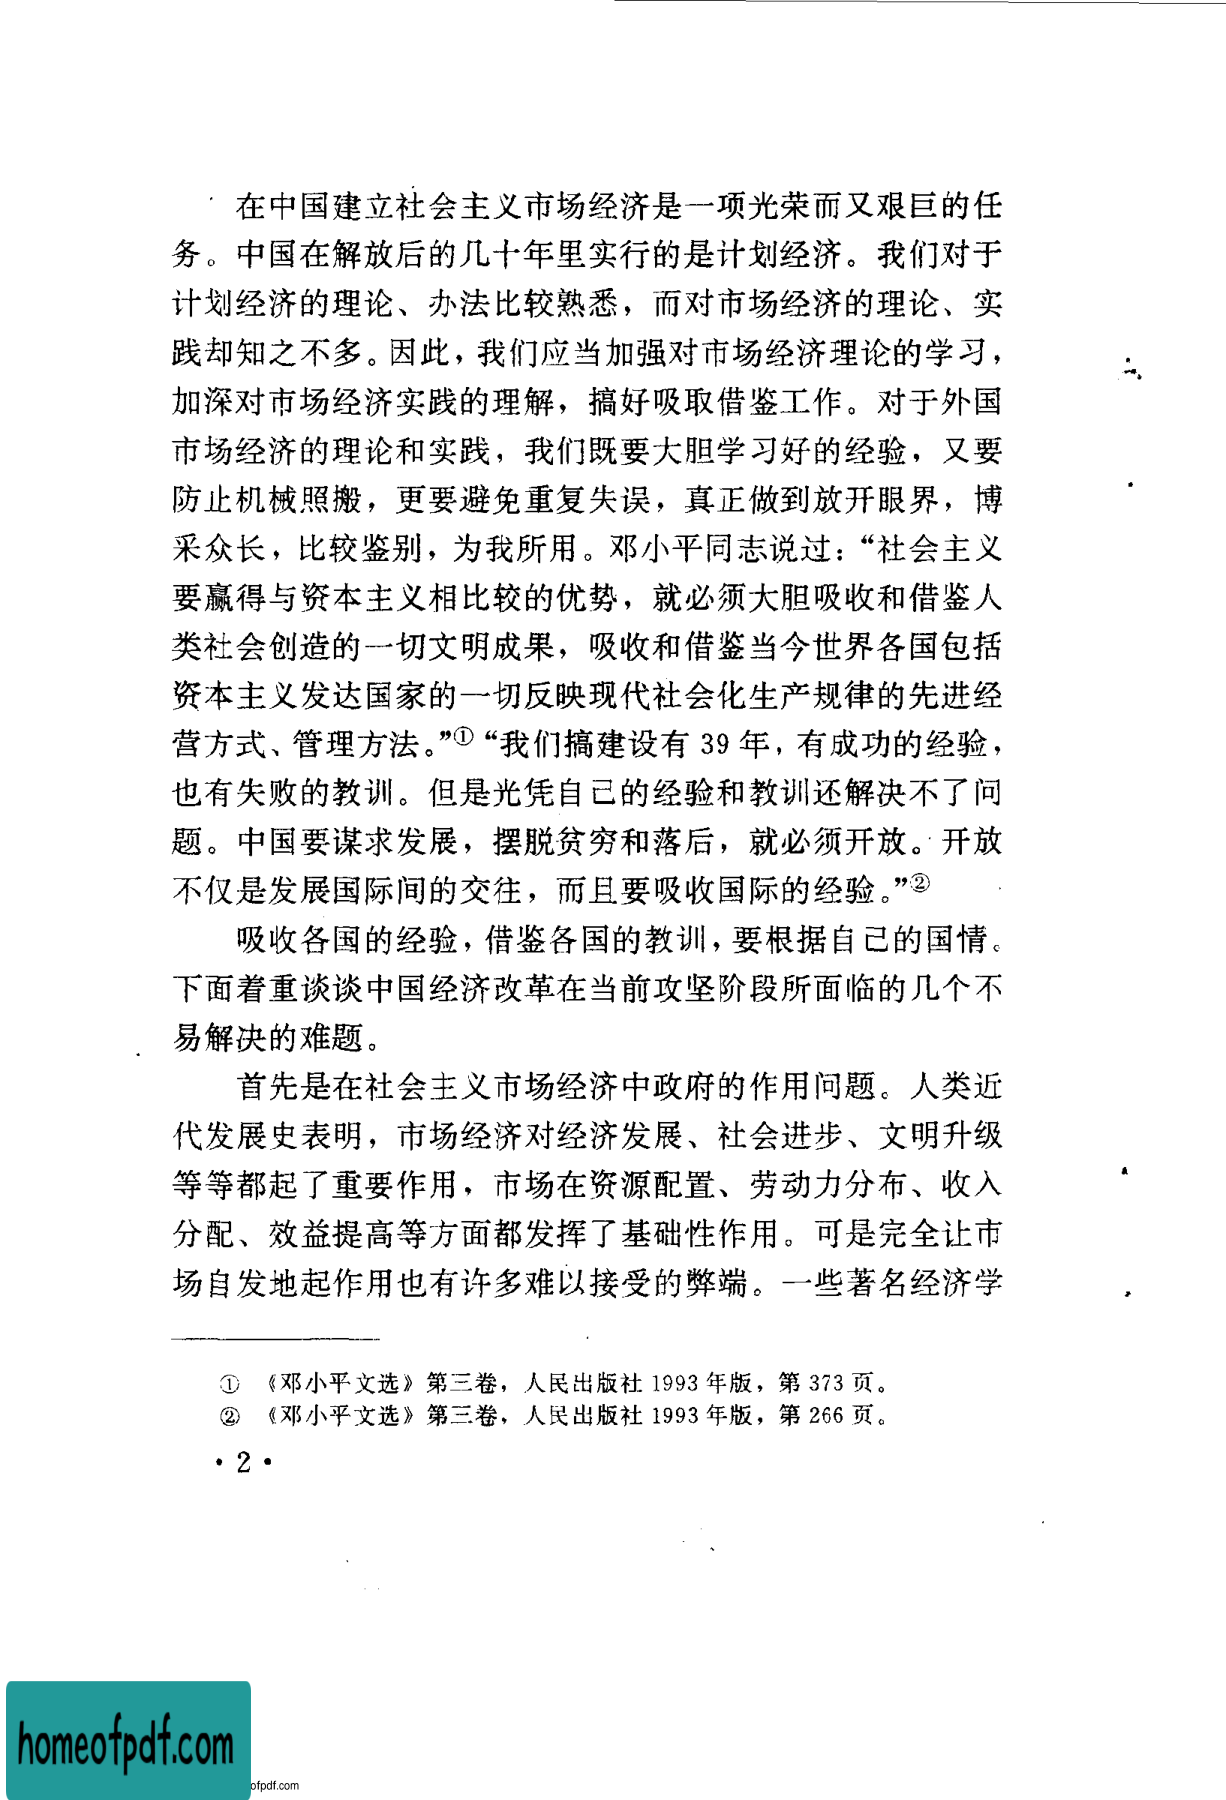 在中国建立社会主义市场经济是一项光荣而又艰巨的任
务。中国在解放后的几十年里实行的是计划经济。我们对于
计划经济的理论、办法比较熟悉，而对市场经济的理论、实
践却知之不多。因此，我们应当加强对市场经济理论的学习，
加深对市场经济实践的理解，搞好吸取借鉴工作。对于外国
市场经济的理论和实践，我们既要大胆学习好的经验，又要
防止机械照搬，更要避免重复失误，真正做到放开眼界，博
采众长，比较鉴别，为我所用。邓小平同志说过：“社会主义
要赢得与资本主义相比较的优势，就必须大胆吸收和借鉴人
类社会创造的一切文明成果，吸收和借鉴当今世界各国包括
资本主义发达国家的一切反映现代社会化生产规律的先进经
营方式、管理方法。”①“我们搞建设有 39 年，有成功的经验，
也有失败的教训。但是光凭自己的经验和教训还解决不了问
题。中国要谋求发展，摆脱贫穷和落后，就必须开放。开放
不仅是发展国际间的交往，而且要吸收国际的经验。”②
吸收各国的经验，借鉴各国的教训，要根据自己的国情。
下面着重谈谈中国经济改革在当前攻坚阶段所面临的几个不
易解决的难题。
首先是在社会主义市场经济中政府的作用问题。人类近
代发展史表明，市场经济对经济发展、社会进步、文明升级
等等都起了重要作用，市场在资源配置、劳动力分布、收入
分配、效益提高等方面都发挥了基础性作用。可是完全让市
场自发地起作用也有许多难以接受的弊端。一些著名经济学
① 《邓小平文选》第三卷，人民出版社 1993 年版，第 373 页。
② 《邓小平文选》第三卷，人民出版社 1993 年版，第 266 页。
·2·
homeofpdf.com
ofpdf.com